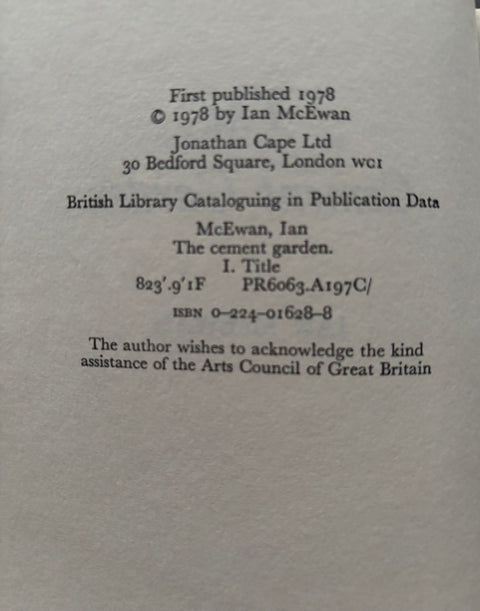 First published 1978
© 1978 by Ian McEwan
Jonathan Cape Ltd
30 Bedford Square, London WC1
British Library Cataloguing in Publication Data
McEwan, Ian
The cement garden.
I. Title
823'.9'1F PR6063.A197C/
ISBN 0–224–01628–8
The author wishes to acknowledge the kind
assistance of the Arts Council of Great Britain